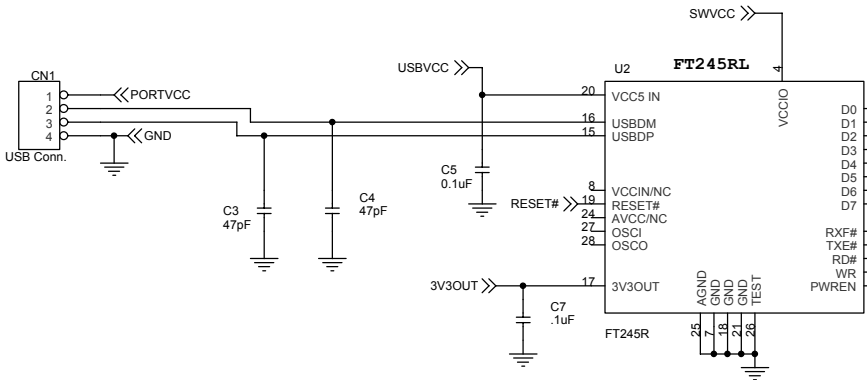 SWVCC
CN1
1
2
3
4
USB Conn.
PORTVCC
GND
C3
47pF
C4
47pF
USBVCC
C5
0.1uF
RESET#
3V3OUT
C7
.1uF
U2
FT245RL
4
VCCIO
20 VCC5 IN
16 USBDM
15 USBDP
8 VCCIN/NC
19 RESET#
24 AVCC/NC
27 OSCI
28 OSCO
17 3V3OUT
D0
D1
D2
D3
D4
D5
D6
D7
RXF#
TXE#
RD#
WR
PWREN
AGND
GND
GND
GND
TEST
25
7
18
21
26
FT245R